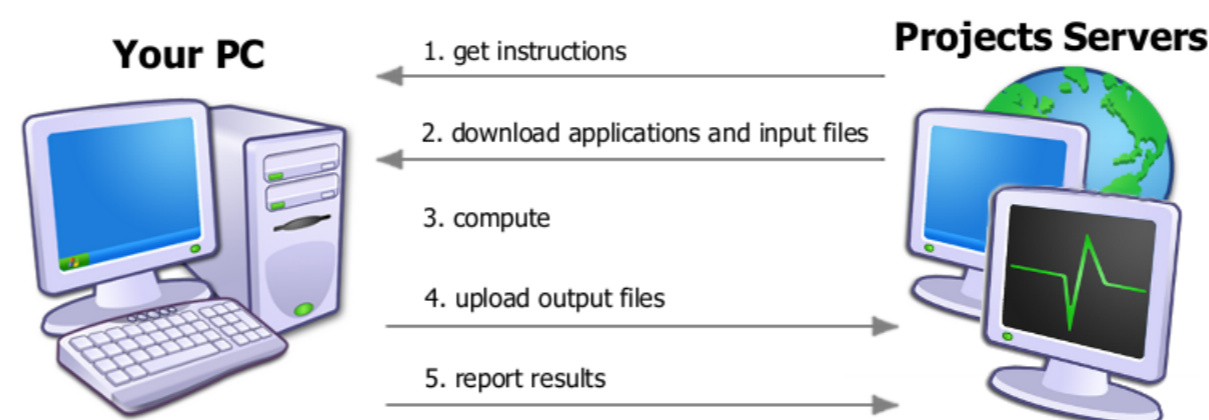 Your PC
Projects Servers
1. get instructions
2. download applications and input files
3. compute
4. upload output files
5. report results